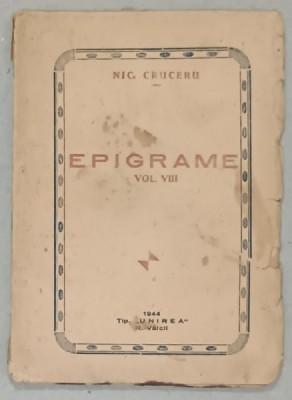 NIC. CRUCERU
EPIGRAME
VOL. VIII
1944
Tip. „UNIREA"
R. Vâlcii